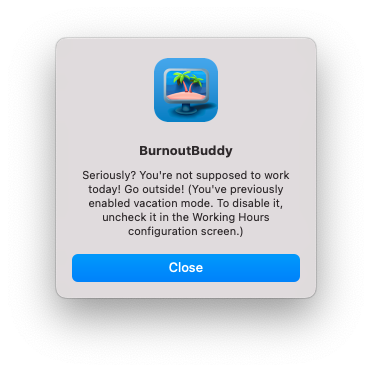 BurnoutBuddy
Seriously? You're not supposed to work
today! Go outside! (You've previously
enabled vacation mode. To disable it,
uncheck it in the Working Hours
configuration screen.)
Close